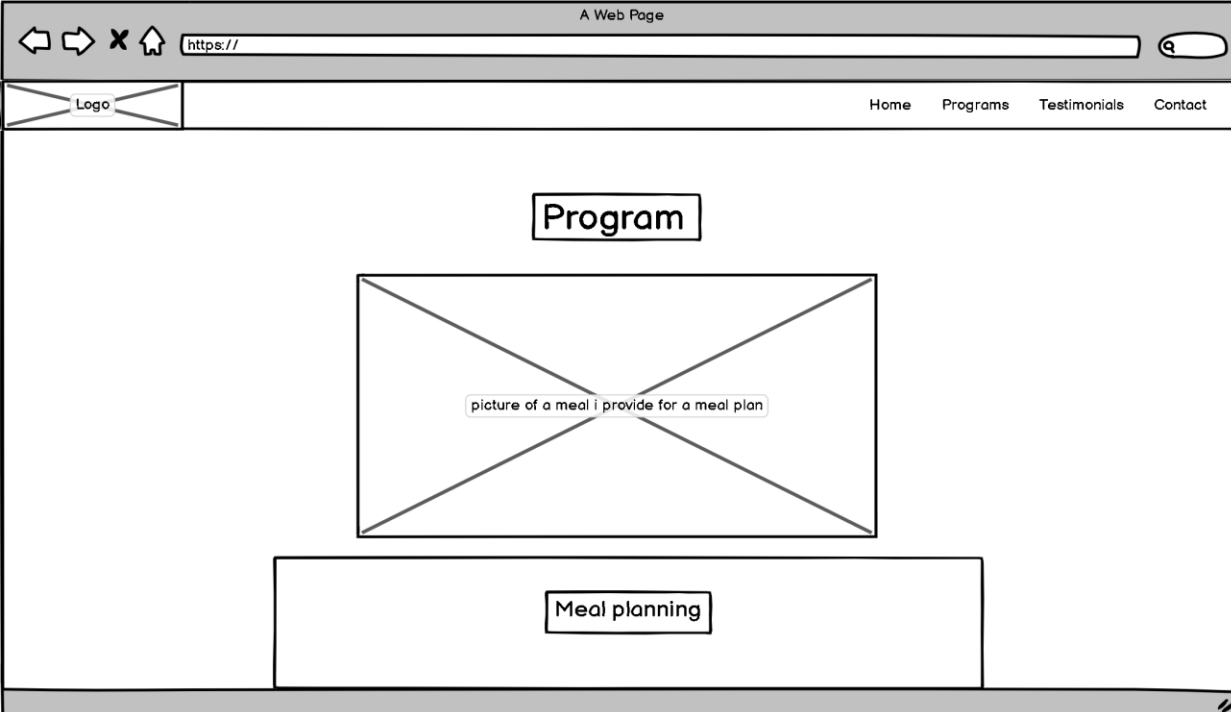 A Web Page
https://
Logo
Home Programs Testimonials Contact
Program
picture of a meal i provide for a meal plan
Meal planning